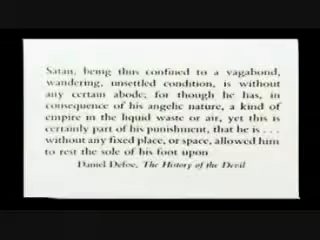 Satan, being thus confined to a vagabond,
wandering, unsettled condition, is without
any certain abode; for though he has, in
consequence of his angelic nature, a kind of
empire in the liquid waste or air, yet this is
certainly part of his punishment, that he is . . .
without any fixed place, or space, allowed him
to rest the sole of his foot upon
Daniel Defoe, The History of the Devil